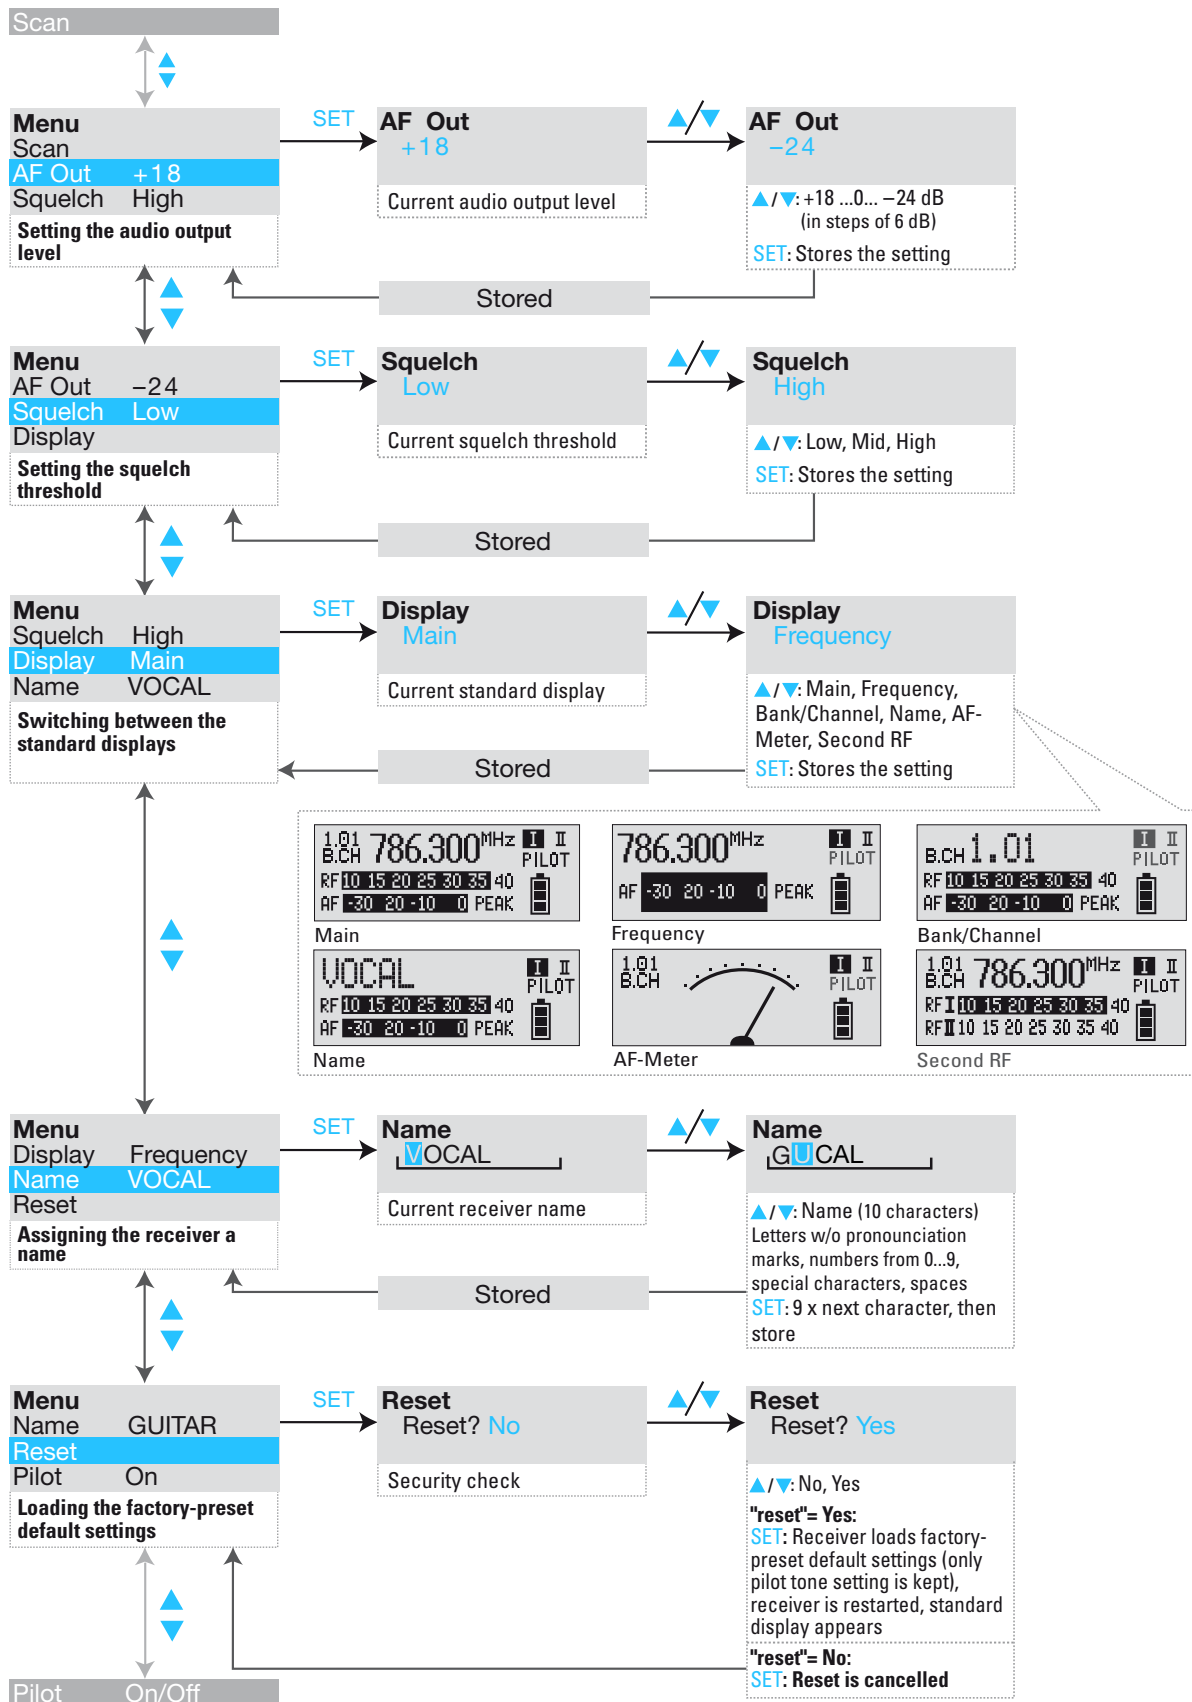 Scan
Menu
Scan
AF Out +18
Squelch High
Setting the audio output
level
SET
AF Out
+18
Current audio output level
AF Out
−24
▲/▼: +18 ...0... −24 dB
(in steps of 6 dB)
SET: Stores the setting
Stored
Menu
AF Out −24
Squelch Low
Display
Setting the squelch
threshold
SET
Squelch
Low
Current squelch threshold
Squelch
High
▲/▼: Low, Mid, High
SET: Stores the setting
Stored
Menu
Squelch High
Display Main
Name VOCAL
Switching between the
standard displays
SET
Display
Main
Current standard display
Display
Frequency
▲/▼: Main, Frequency,
Bank/Channel, Name, AF-
Meter, Second RF
SET: Stores the setting
Stored
1.01
B.CH 786.300 MHz I II
PILOT
RF 10 15 20 25 30 35 40
AF -30 20 -10 0 PEAK
Main
786.300 MHz I II
PILOT
AF -30 20 -10 0 PEAK
Frequency
B.CH 1.01 I II
PILOT
RF 10 15 20 25 30 35 40
AF -30 20 -10 0 PEAK
Bank/Channel
VOCAL I II
PILOT
RF 10 15 20 25 30 35 40
AF -30 20 -10 0 PEAK
Name
1.01
B.CH I II
PILOT
AF-Meter
1.01
B.CH 786.300 MHz I II
PILOT
RF I 10 15 20 25 30 35 40
RF II 10 15 20 25 30 35 40
Second RF
Menu
Display Frequency
Name VOCAL
Reset
Assigning the receiver a
name
SET
Name
VOCAL
Current receiver name
Name
GUCAL
▲/▼: Name (10 characters)
Letters w/o pronounciation
marks, numbers from 0...9,
special characters, spaces
SET: 9 x next character, then
store
Stored
Menu
Name GUITAR
Reset
Pilot On
Loading the factory-preset
default settings
SET
Reset
Reset? No
Security check
Reset
Reset? Yes
▲/▼: No, Yes
"reset"= Yes:
SET: Receiver loads factory-
preset default settings (only
pilot tone setting is kept),
receiver is restarted, standard
display appears
"reset"= No:
SET: Reset is cancelled
Pilot On/Off